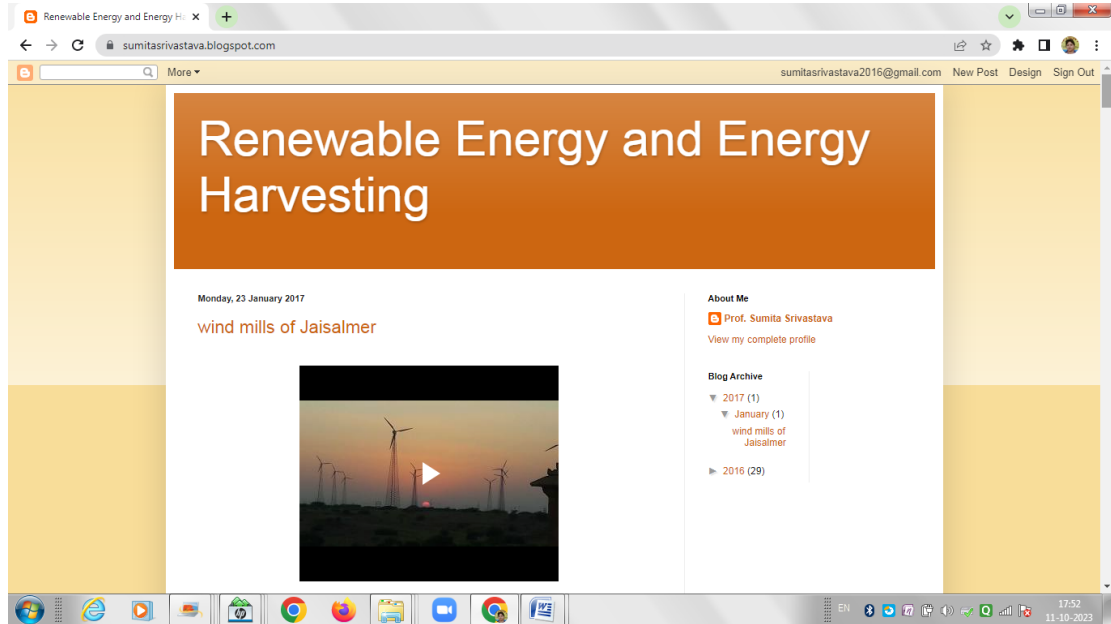 Renewable Energy and Energy Ha
sumitasrivastava.blogspot.com
More
sumitasrivastava2016@gmail.com New Post Design Sign Out
Renewable Energy and Energy
Harvesting
Monday, 23 January 2017
wind mills of Jaisalmer
About Me
Prof. Sumita Srivastava
View my complete profile
Blog Archive
▼ 2017 (1)
▼ January (1)
wind mills of
Jaisalmer
► 2016 (29)
EN
17:52
11-10-2023